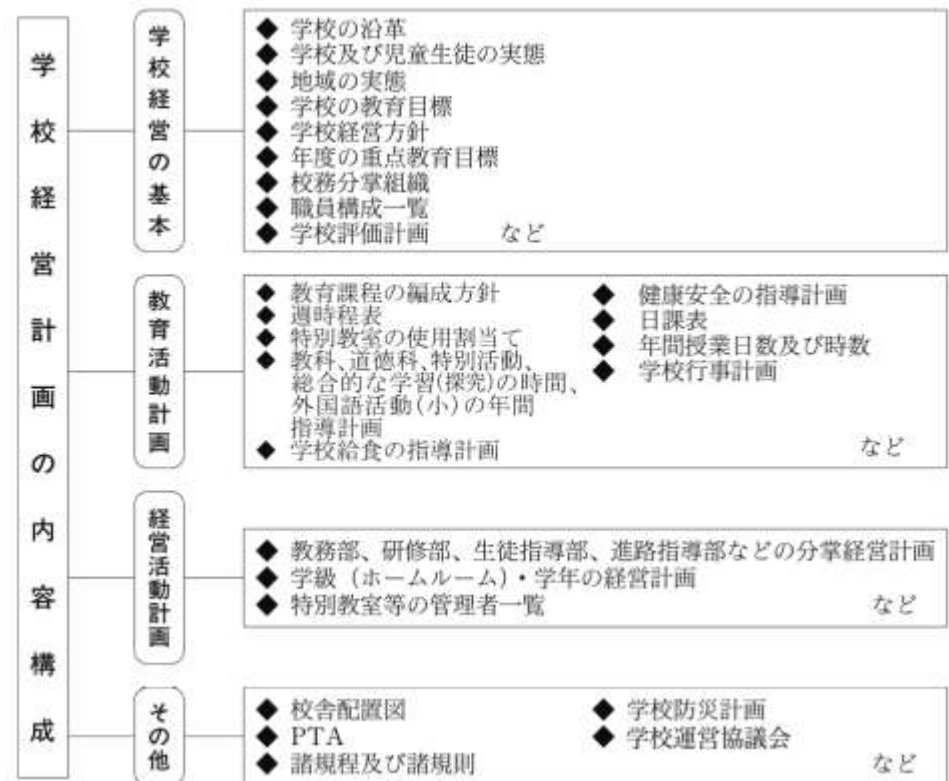 学校経営計画の内容構成
学校経営の基本
◆ 学校の沿革
◆ 学校及び児童生徒の実態
◆ 地域の実態
◆ 学校の教育目標
◆ 学校経営方針
◆ 年度の重点教育目標
◆ 校務分掌組織
◆ 職員構成一覧
◆ 学校評価計画 など
教育活動計画
◆ 教育課程の編成方針
◆ 週時程表
◆ 特別教室の使用割当て
◆ 教科、道徳科、特別活動、
総合的な学習(探究)の時間、
外国語活動(小)の年間
指導計画
◆ 学校給食の指導計画
◆ 健康安全の指導計画
◆ 日課表
◆ 年間授業日数及び時数
◆ 学校行事計画
など
経営活動計画
◆ 教務部、研修部、生徒指導部、進路指導部などの分掌経営計画
◆ 学級(ホームルーム)・学年の経営計画
◆ 特別教室等の管理者一覧 など
その他
◆ 校舎配置図
◆ PTA
◆ 諸規程及び諸規則
◆ 学校防災計画
◆ 学校運営協議会
など